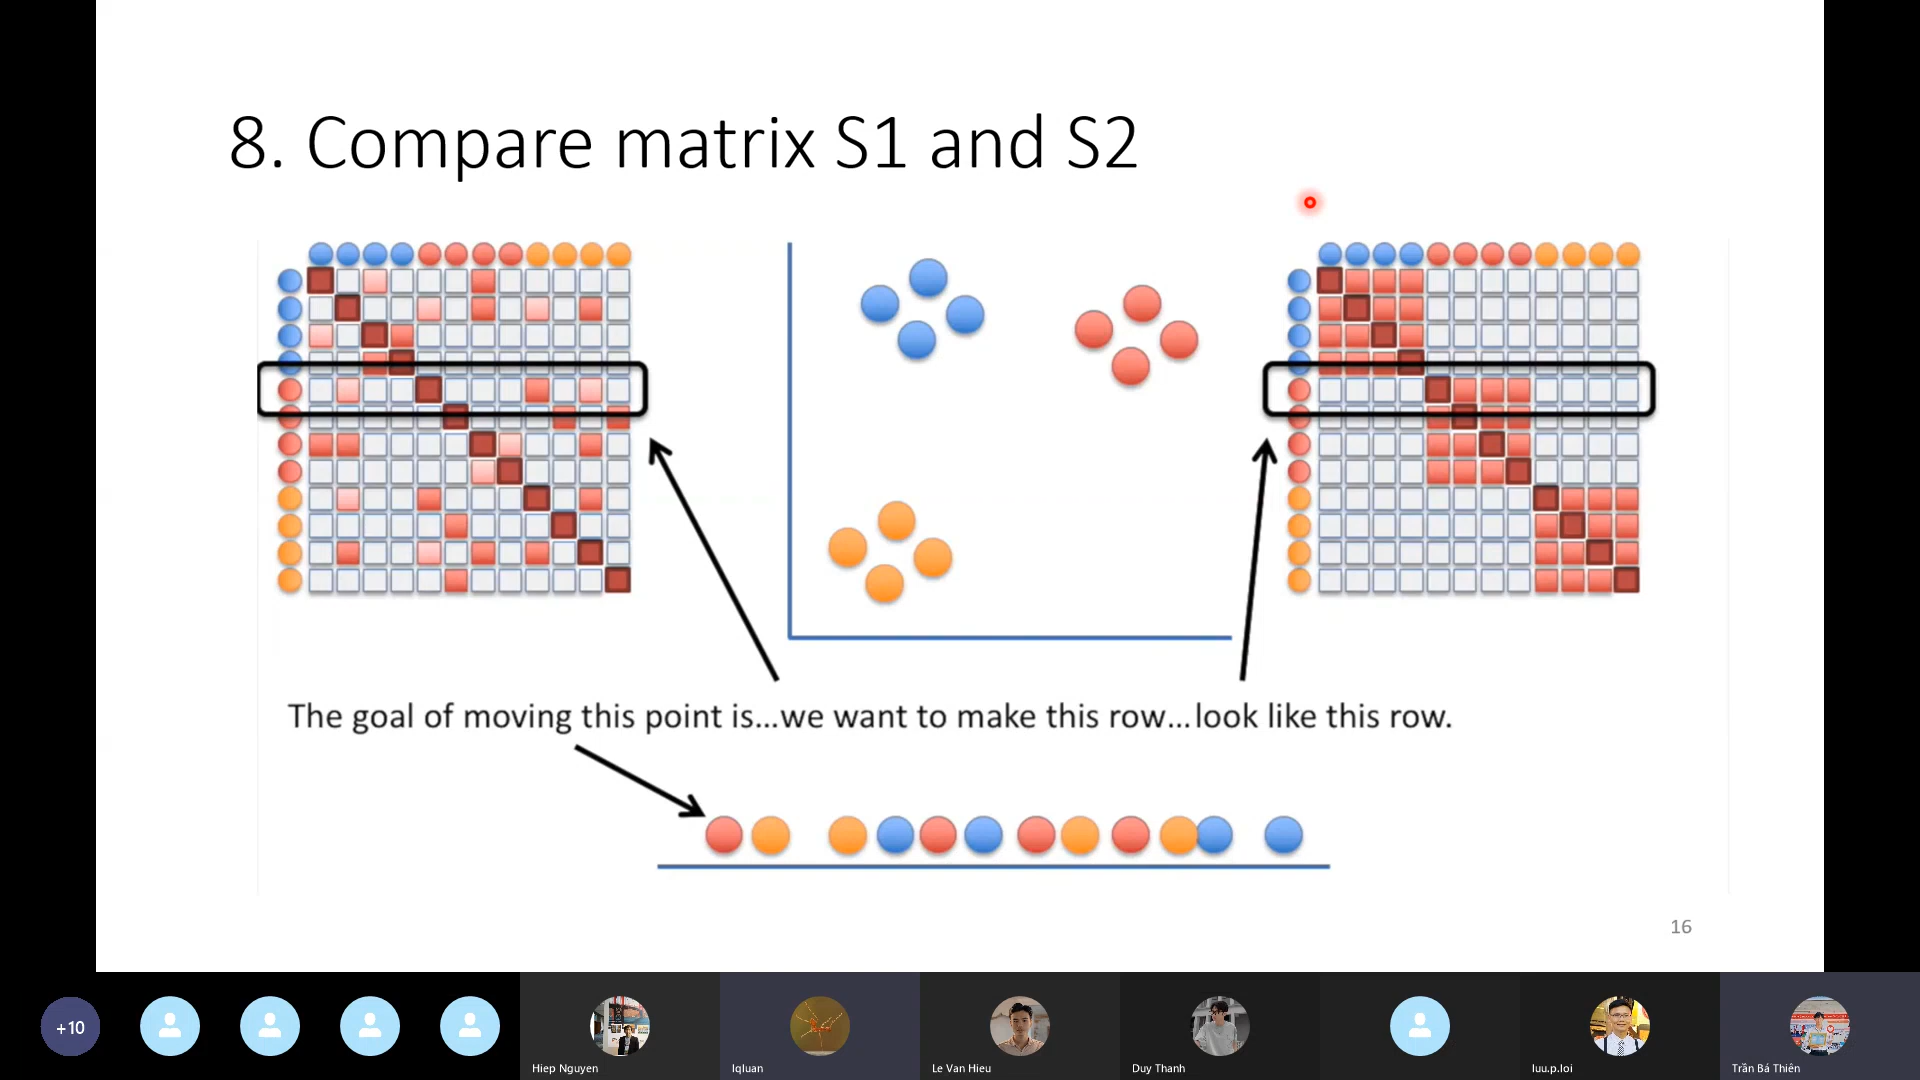 8. Compare matrix S1 and S2
The goal of moving this point is...we want to make this row...look like this row.
16
+10
Hiep Nguyen
lqluan
Le Van Hieu
Duy Thanh
luu.p.loi
Trần Bá Thiên